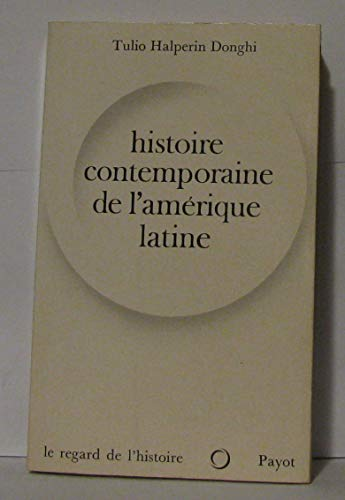 Tulio Halperin Donghi
histoire
contemporaine
de l'amérique
latine
le regard de l'histoire Payot